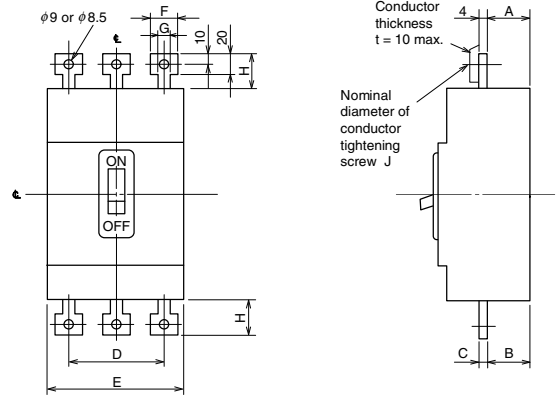 F
φ9 or φ8.5
℄
G
10
20
H
ON
OFF
℄
H
D
E
Conductor
thickness
t = 10 max.
4
A
Nominal
diameter of
conductor
tightening
screw J
C
B